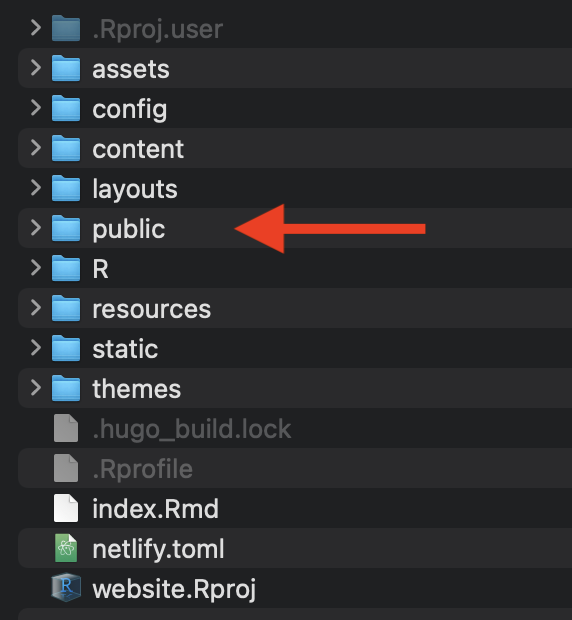 .Rproj.user
assets
config
content
layouts
public
R
resources
static
themes
.hugo_build.lock
.Rprofile
index.Rmd
netlify.toml
website.Rproj